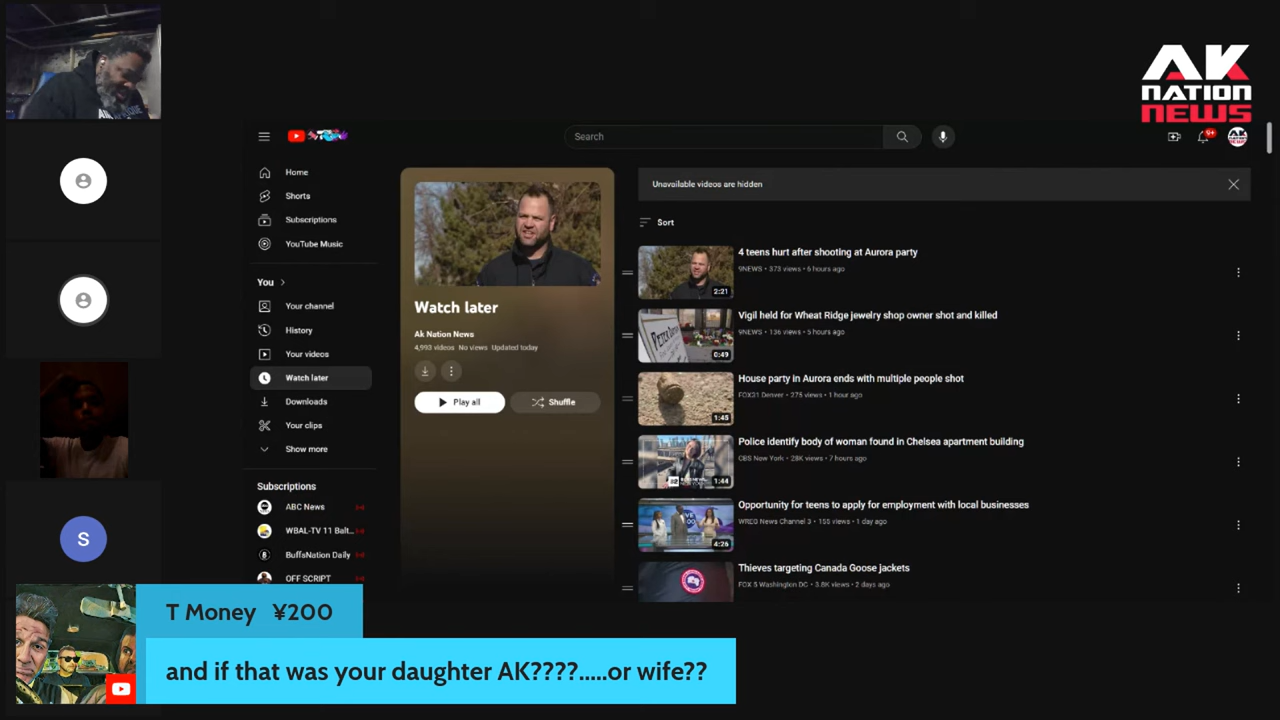 AK
NATION
NEWS
Search
9+
Home
Shorts
Subscriptions
YouTube Music
You
Your channel
History
Your videos
Watch later
Downloads
Your clips
Show more
Subscriptions
ABC News
WBAL-TV 11 Balt...
BuffsNation Daily
OFF SCRIPT
Watch later
Ak Nation News
4,993 videos No views Updated today
Play all
Shuffle
Unavailable videos are hidden
Sort
4 teens hurt after shooting at Aurora party
9NEWS • 373 views • 6 hours ago
2:21
Vigil held for Wheat Ridge jewelry shop owner shot and killed
9NEWS • 136 views • 5 hours ago
0:49
House party in Aurora ends with multiple people shot
FOX31 Denver • 275 views • 1 hour ago
1:45
Police identify body of woman found in Chelsea apartment building
CBS New York • 28K views • 7 hours ago
1:44
Opportunity for teens to apply for employment with local businesses
WREG News Channel 3 • 155 views • 1 day ago
4:26
Thieves targeting Canada Goose jackets
FOX 5 Washington DC • 3.8K views • 2 days ago
S
T Money ¥200
and if that was your daughter AK????.....or wife??